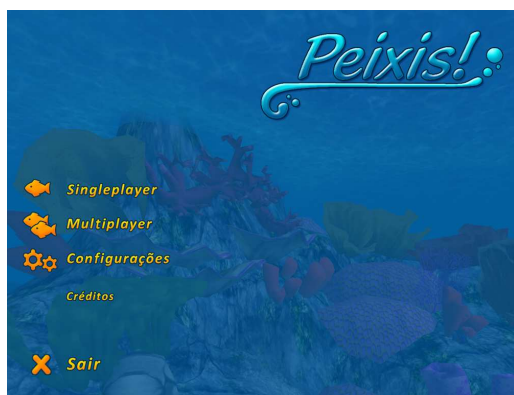 Peixis!
Singleplayer
Multiplayer
Configurações
Créditos
Sair